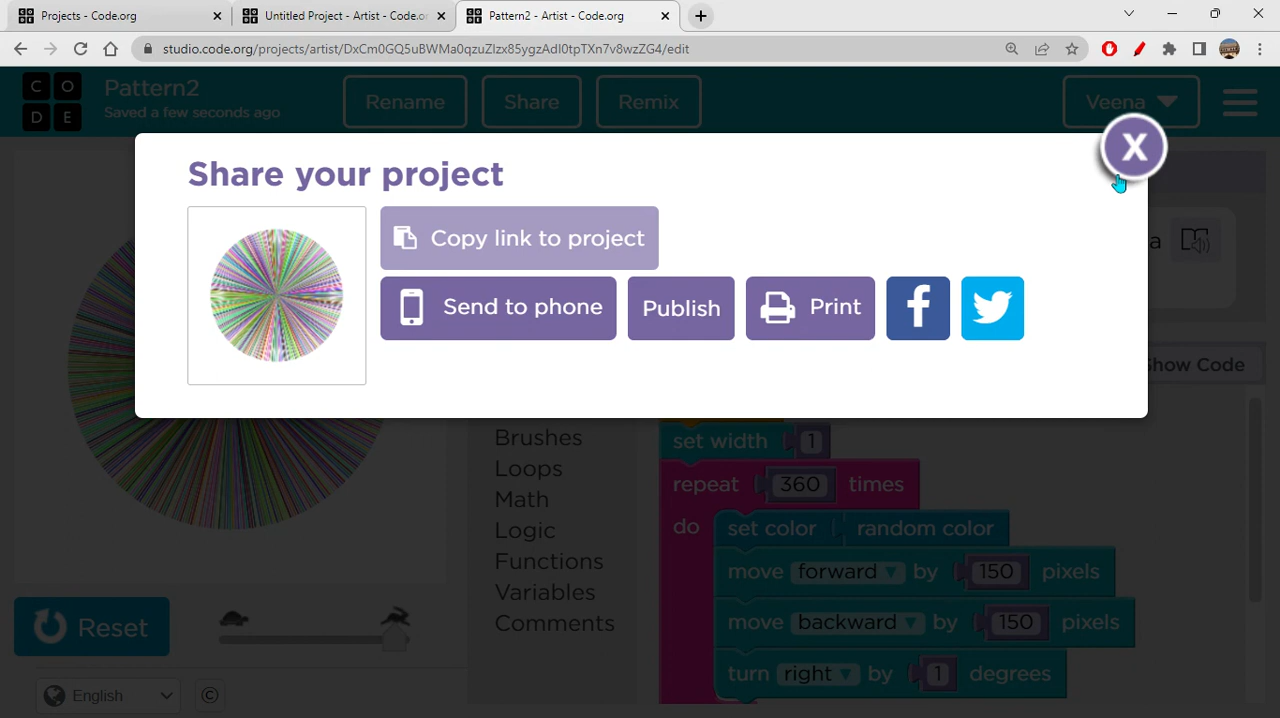 Projects - Code.org
Untitled Project - Artist - Code.o
Pattern2 - Artist - Code.org
studio.code.org/projects/artist/DxCm0GQ5uBWMa0qzuZIzx85ygzAdI0tpTXn7v8wzZG4/edit
C O
D E
Pattern2
Saved a few seconds ago
Rename
Share
Remix
Veena
Share your project
X
Copy link to project
Send to phone
Publish
Print
a
Show Code
Brushes
Loops
Math
Logic
Functions
Variables
Comments
set width 1
repeat 360 times
do set color random color
move forward by 150 pixels
move backward by 150 pixels
turn right by 1 degrees
Reset
English
©